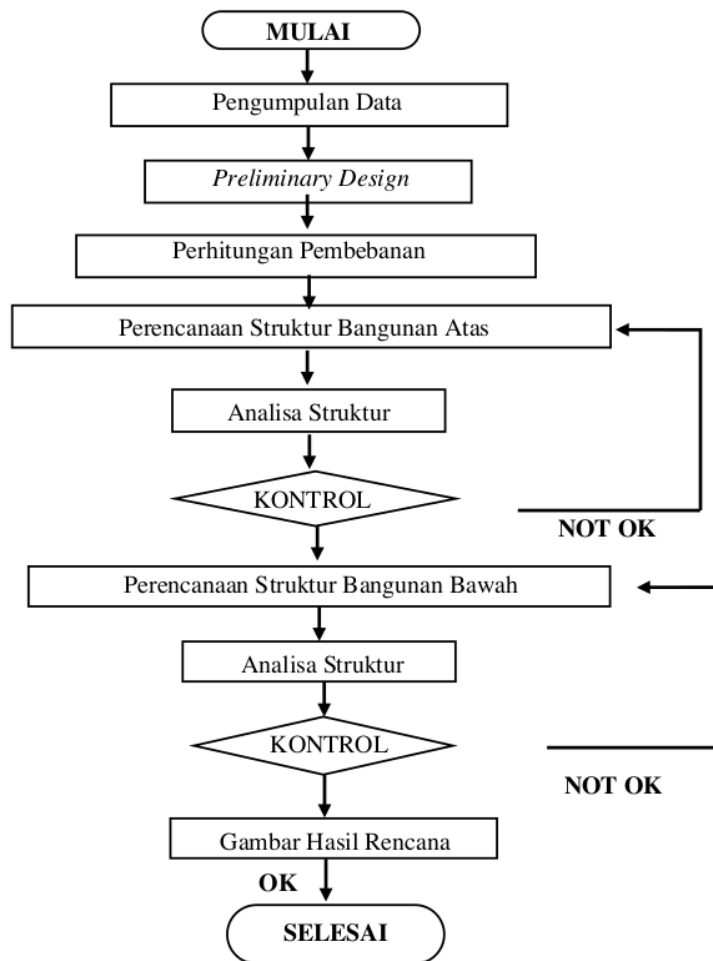 MULAI
Pengumpulan Data
Preliminary Design
Perhitungan Pembebanan
Perencanaan Struktur Bangunan Atas
Analisa Struktur
KONTROL
NOT OK
Perencanaan Struktur Bangunan Bawah
Analisa Struktur
KONTROL
NOT OK
Gambar Hasil Rencana
OK
SELESAI